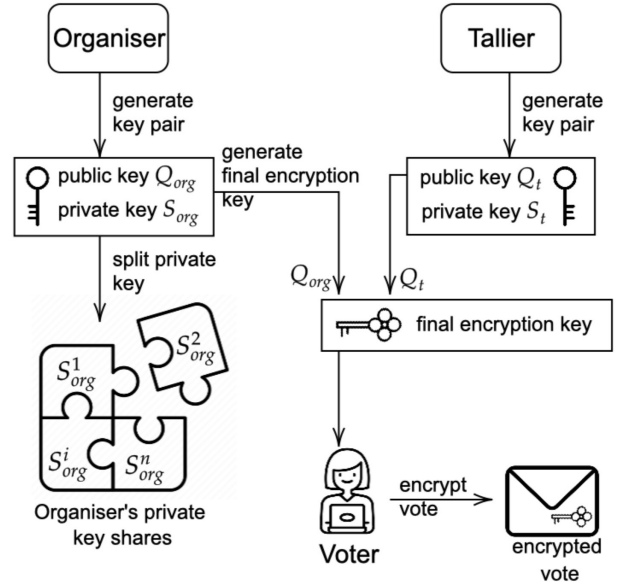 Organiser
Tallier
generate
key pair
generate
key pair
generate
final encryption
key
public key Q_org
private key S_org
public key Q_t
private key S_t
split private
key
Q_org
Q_t
final encryption key
S^1_org
S^2_org
S^i_org
S^n_org
Organiser's private
key shares
Voter
encrypt
vote
encrypted
vote